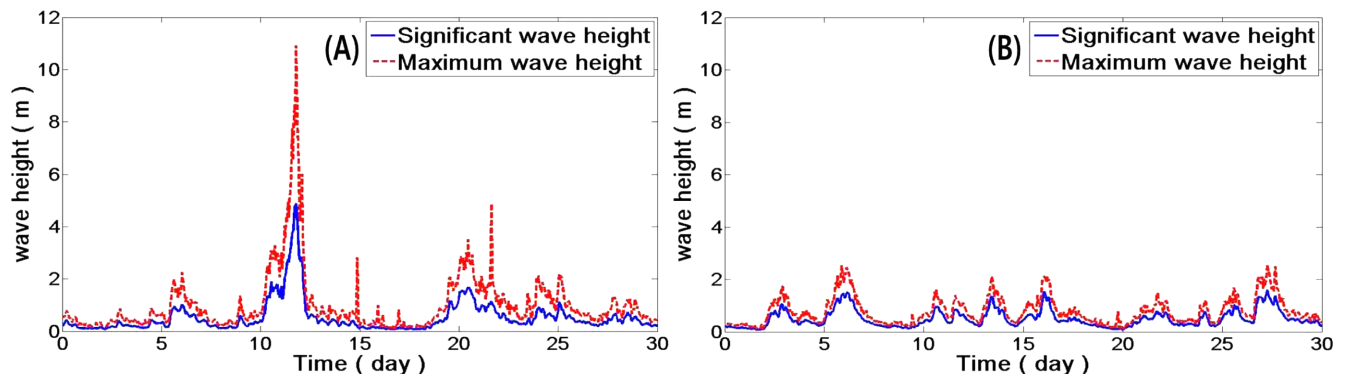 12
10
8
6
4
2
0
wave height ( m )
(A)
Significant wave height
Maximum wave height
0 5 10 15 20 25 30
Time ( day )
12
10
8
6
4
2
0
wave height ( m )
(B)
Significant wave height
Maximum wave height
0 5 10 15 20 25 30
Time ( day )